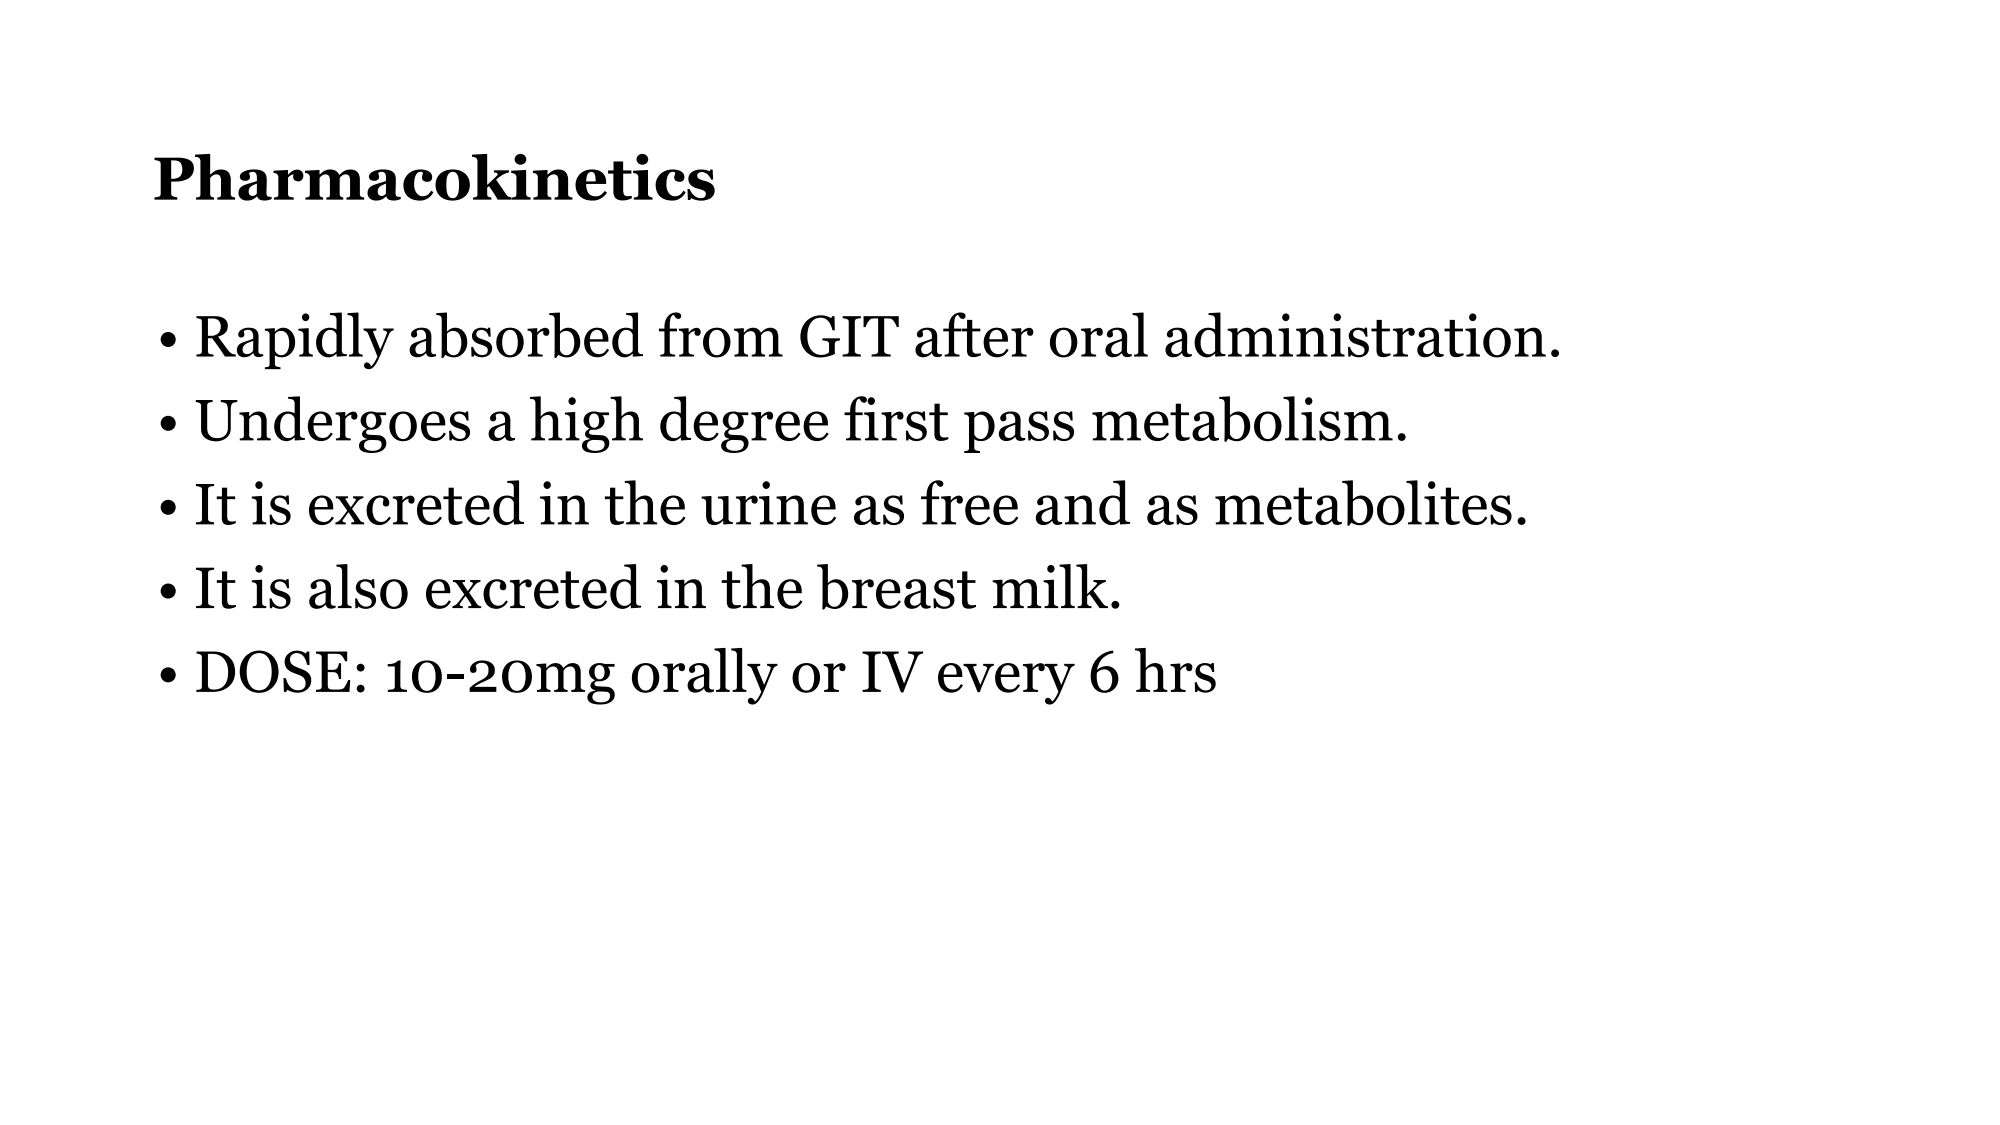 Pharmacokinetics
• Rapidly absorbed from GIT after oral administration.
• Undergoes a high degree first pass metabolism.
• It is excreted in the urine as free and as metabolites.
• It is also excreted in the breast milk.
• DOSE: 10-20mg orally or IV every 6 hrs